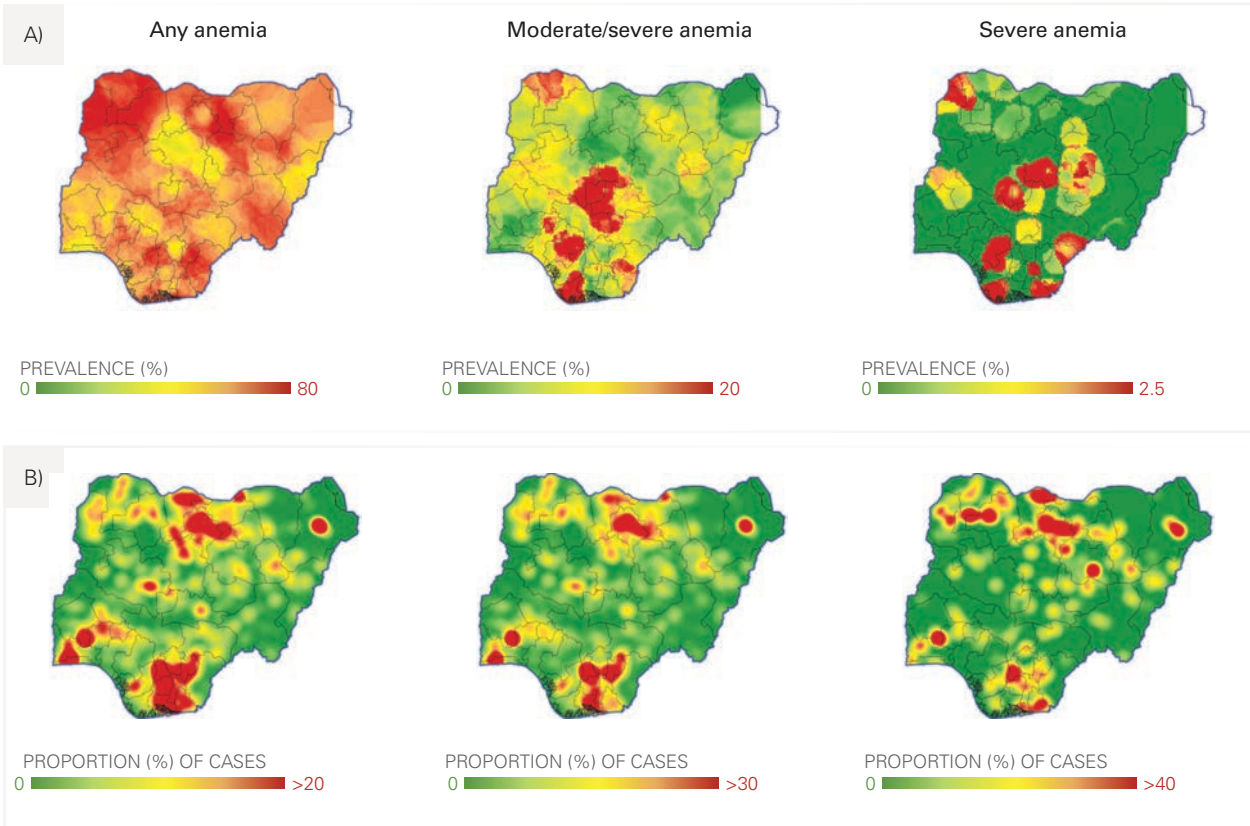 A)
Any anemia
Moderate/severe anemia
Severe anemia
PREVALENCE (%)
0 80
PREVALENCE (%)
0 20
PREVALENCE (%)
0 2.5
B)
PROPORTION (%) OF CASES
0 >20
PROPORTION (%) OF CASES
0 >30
PROPORTION (%) OF CASES
0 >40